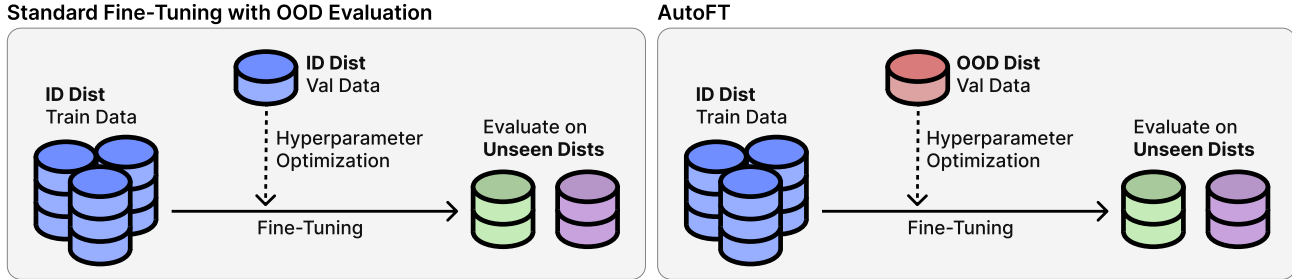 Standard Fine-Tuning with OOD Evaluation
ID Dist
Val Data
ID Dist
Train Data
Hyperparameter
Optimization
Evaluate on
Unseen Dists
Fine-Tuning
AutoFT
OOD Dist
Val Data
ID Dist
Train Data
Hyperparameter
Optimization
Evaluate on
Unseen Dists
Fine-Tuning